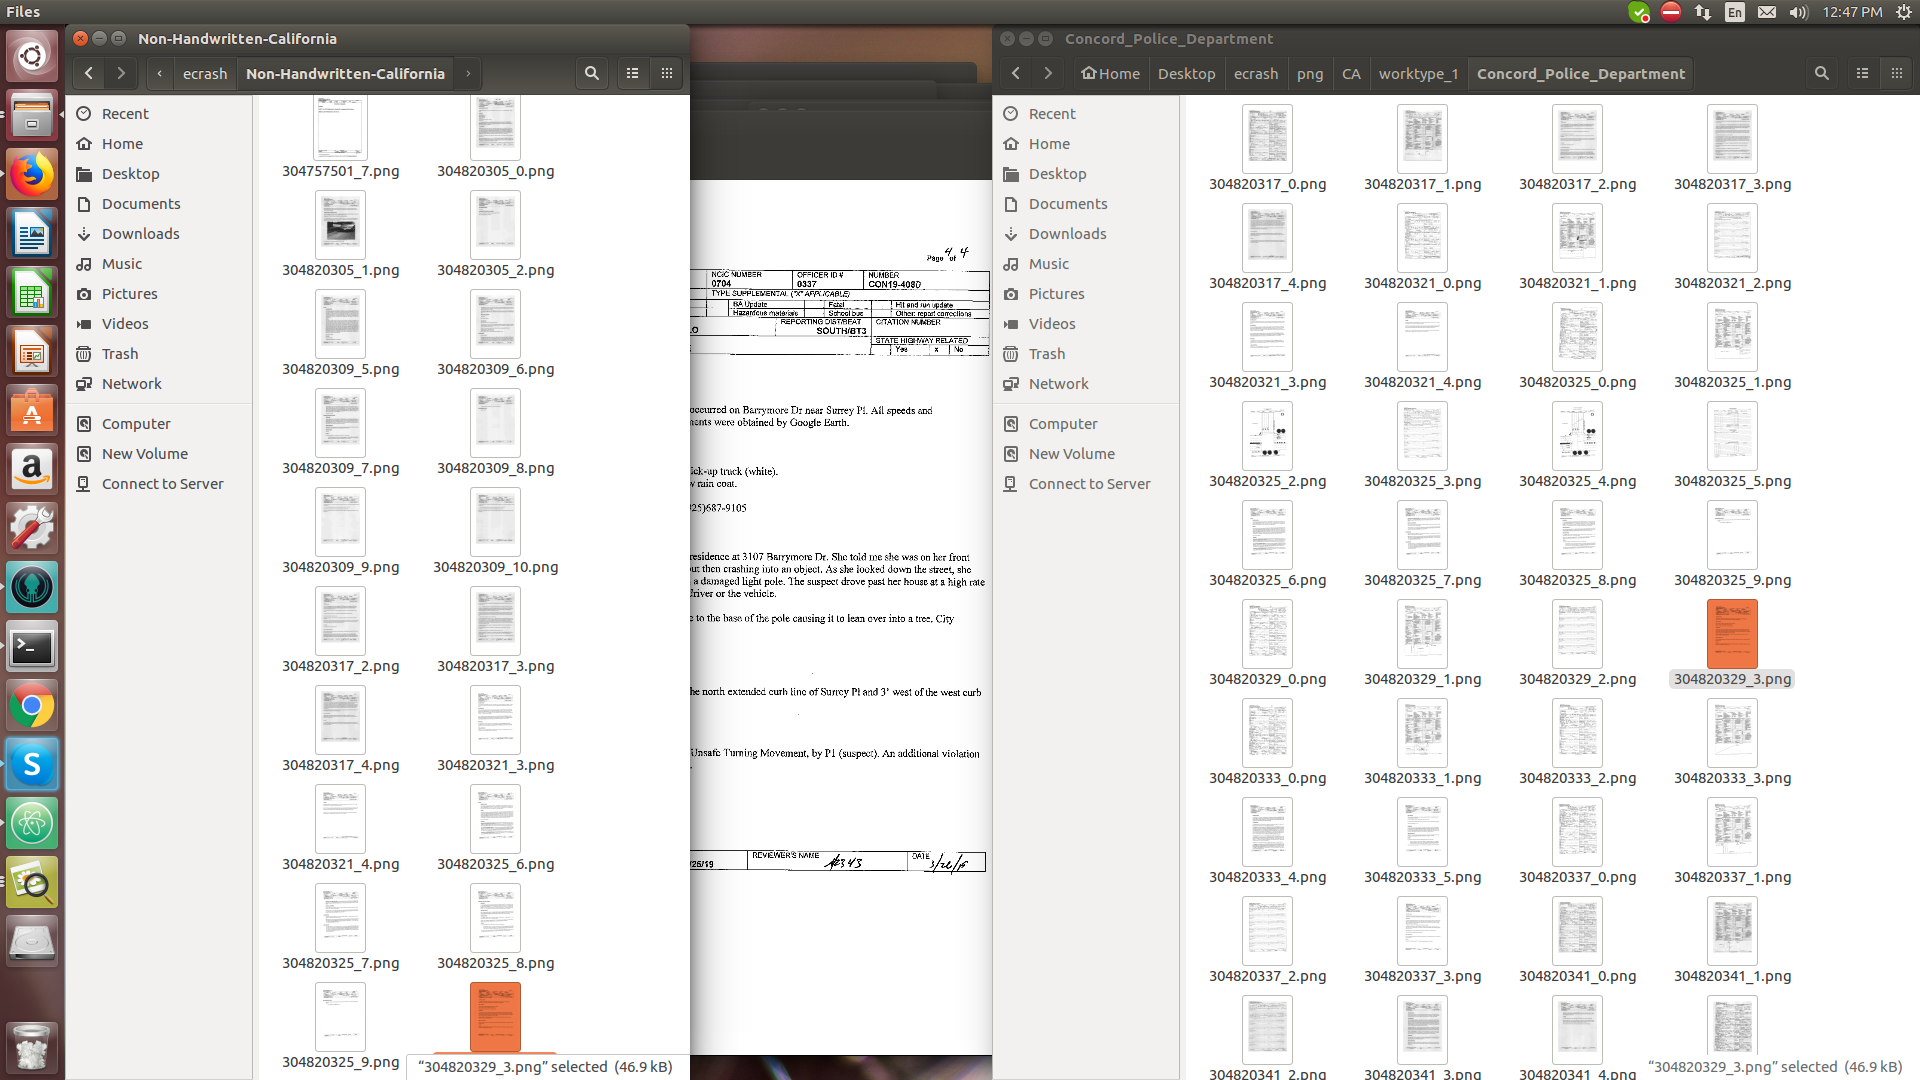 Files
En
12:47 PM
Non-Handwritten-California
ecrash
Non-Handwritten-California
Recent
Home
Desktop
Documents
Downloads
Music
Pictures
Videos
Trash
Network
Computer
New Volume
Connect to Server
304757501_7.png
304820305_0.png
304820305_1.png
304820305_2.png
304820309_5.png
304820309_6.png
304820309_7.png
304820309_8.png
304820309_9.png
304820309_10.png
304820317_2.png
304820317_3.png
304820317_4.png
304820321_3.png
304820321_4.png
304820325_6.png
304820325_7.png
304820325_8.png
304820325_9.png
“304820329_3.png” selected (46.9 kB)
Page 4 of 4
NCIC NUMBER
0704
OFFICER ID #
0337
NUMBER
CON19-4080
TYPE SUPPLEMENTAL ("X" APPLICABLE)
BA Update
Fatal
Hit and run update
Hazardous materials
School bus
Other: report corrections
LO
REPORTING DIST/BEAT
SOUTH/BT3
CITATION NUMBER
STATE HIGHWAY RELATED
Yes
x
No
occurred on Barrymore Dr near Surrey Pl. All speeds and
ments were obtained by Google Earth.
ick-up truck (white).
w rain coat.
25)687-9105
residence at 3107 Barrymore Dr. She told me she was on her front
ut then crashing into an object. As she looked down the street, she
a damaged light pole. The suspect drove past her house at a high rate
driver or the vehicle.
e to the base of the pole causing it to lean over into a tree. City
he north extended curb line of Surrey Pl and 3' west of the west curb
Unsafe Turning Movement, by P1 (suspect). An additional violation
/26/19
REVIEWER'S NAME
DATE
Concord_Police_Department
Home
Desktop
ecrash
png
CA
worktype_1
Concord_Police_Department
Recent
Home
Desktop
Documents
Downloads
Music
Pictures
Videos
Trash
Network
Computer
New Volume
Connect to Server
304820317_0.png
304820317_1.png
304820317_2.png
304820317_3.png
304820317_4.png
304820321_0.png
304820321_1.png
304820321_2.png
304820321_3.png
304820321_4.png
304820325_0.png
304820325_1.png
304820325_2.png
304820325_3.png
304820325_4.png
304820325_5.png
304820325_6.png
304820325_7.png
304820325_8.png
304820325_9.png
304820329_0.png
304820329_1.png
304820329_2.png
304820329_3.png
304820333_0.png
304820333_1.png
304820333_2.png
304820333_3.png
304820333_4.png
304820333_5.png
304820337_0.png
304820337_1.png
304820337_2.png
304820337_3.png
304820341_0.png
304820341_1.png
304820341_2.png
304820341_3.png
304820341_4.png
“304820329_3.png” selected (46.9 kB)